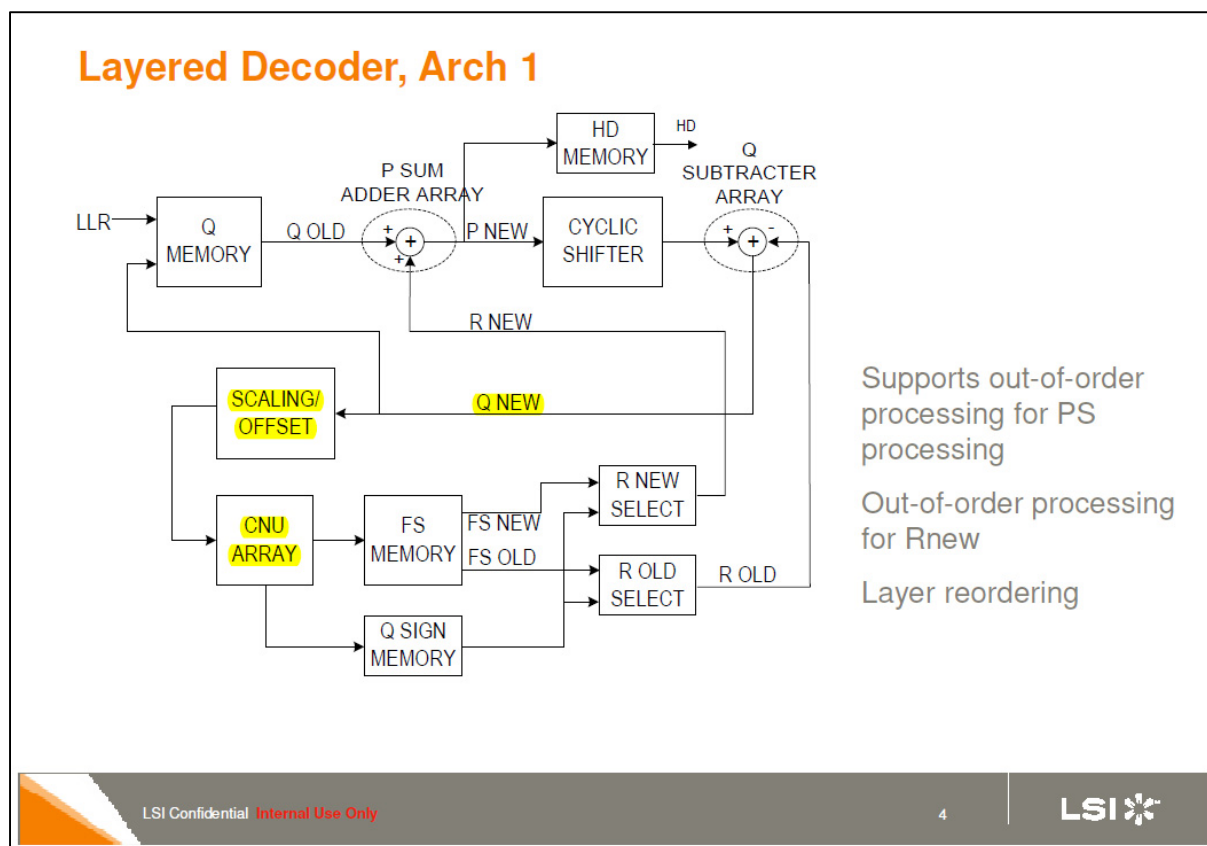 Layered Decoder, Arch 1
HD
MEMORY
HD
Q
SUBTRACTER
ARRAY
P SUM
ADDER ARRAY
LLR
Q
MEMORY
Q OLD
+
+
+
P NEW
CYCLIC
SHIFTER
+
+
-
R NEW
SCALING/
OFFSET
Q NEW
CNU
ARRAY
FS
MEMORY
FS NEW
FS OLD
R NEW
SELECT
R OLD
SELECT
R OLD
Q SIGN
MEMORY
Supports out-of-order
processing for PS
processing
Out-of-order processing
for Rnew
Layer reordering
LSI Confidential Internal Use Only
4
LSI